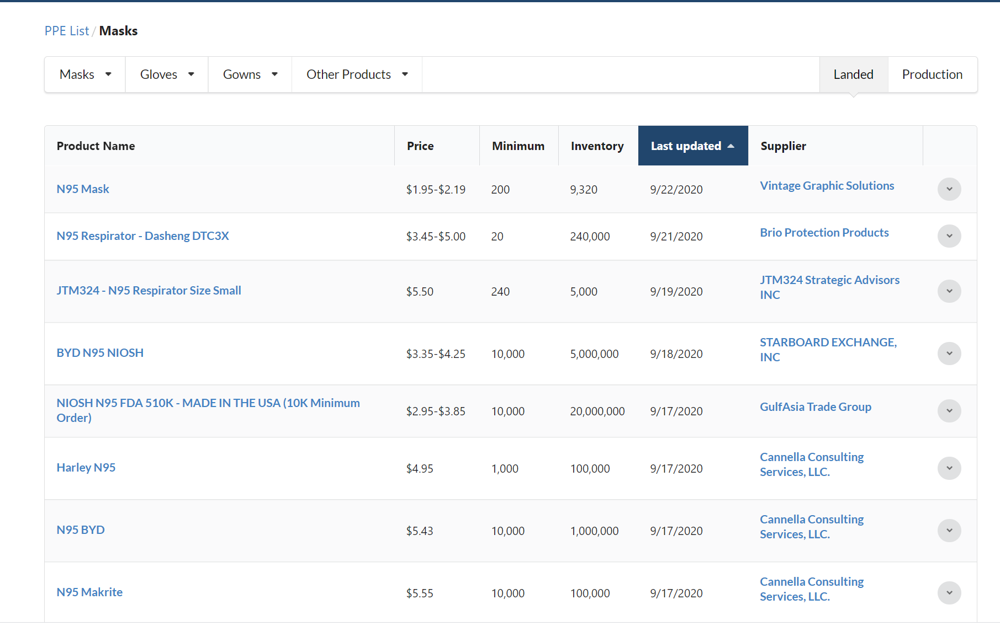 PPE List / Masks
Masks Gloves Gowns Other Products Landed Production
Product Name Price Minimum Inventory Last updated Supplier
N95 Mask $1.95-$2.19 200 9,320 9/22/2020 Vintage Graphic Solutions
N95 Respirator - Dasheng DTC3X $3.45-$5.00 20 240,000 9/21/2020 Brio Protection Products
JTM324 - N95 Respirator Size Small $5.50 240 5,000 9/19/2020 JTM324 Strategic Advisors
INC
BYD N95 NIOSH $3.35-$4.25 10,000 5,000,000 9/18/2020 STARBOARD EXCHANGE,
INC
NIOSH N95 FDA 510K - MADE IN THE USA (10K Minimum
Order) $2.95-$3.85 10,000 20,000,000 9/17/2020 GulfAsia Trade Group
Harley N95 $4.95 1,000 100,000 9/17/2020 Cannella Consulting
Services, LLC.
N95 BYD $5.43 10,000 1,000,000 9/17/2020 Cannella Consulting
Services, LLC.
N95 Makrite $5.55 10,000 100,000 9/17/2020 Cannella Consulting
Services, LLC.